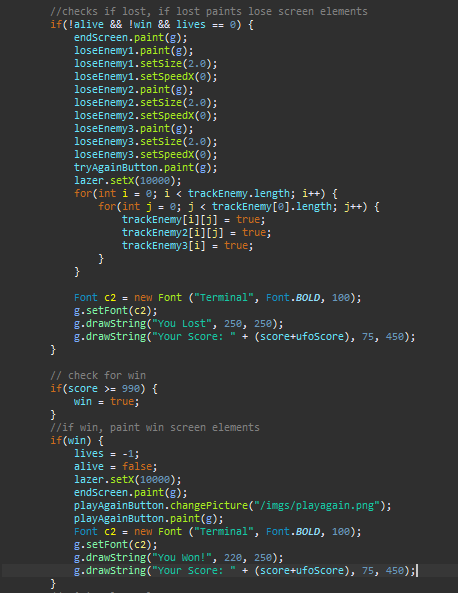 //checks if lost, if lost paints lose screen elements
if(!alive && !win && lives == 0) {
endScreen.paint(g);
loseEnemy1.paint(g);
loseEnemy1.setSize(2.0);
loseEnemy1.setSpeedX(0);
loseEnemy2.paint(g);
loseEnemy2.setSize(2.0);
loseEnemy2.setSpeedX(0);
loseEnemy3.paint(g);
loseEnemy3.setSize(2.0);
loseEnemy3.setSpeedX(0);
tryAgainButton.paint(g);
lazer.setX(10000);
for(int i = 0; i < trackEnemy.length; i++) {
for(int j = 0; j < trackEnemy[0].length; j++) {
trackEnemy[i][j] = true;
trackEnemy2[i][j] = true;
trackEnemy3[i] = true;
}
}
Font c2 = new Font ("Terminal", Font.BOLD, 100);
g.setFont(c2);
g.drawString("You Lost", 250, 250);
g.drawString("Your Score: " + (score+ufoScore), 75, 450);
}
// check for win
if(score >= 990) {
win = true;
}
//if win, paint win screen elements
if(win) {
lives = -1;
alive = false;
lazer.setX(10000);
endScreen.paint(g);
playAgainButton.changePicture("/imgs/playagain.png");
playAgainButton.paint(g);
Font c2 = new Font ("Terminal", Font.BOLD, 100);
g.setFont(c2);
g.drawString("You Won!", 220, 250);
g.drawString("Your Score: " + (score+ufoScore), 75, 450);
}